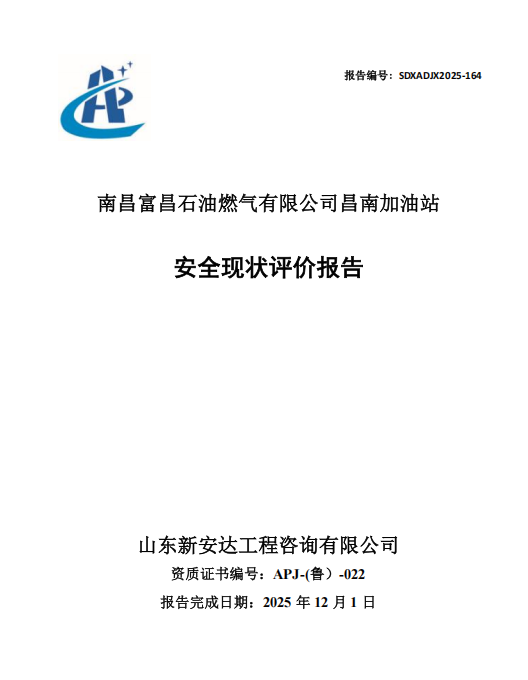 报告编号：SDXADJX2025-164
AP
南昌富昌石油燃气有限公司昌南加油站
安全现状评价报告
山东新安达工程咨询有限公司
资质证书编号：APJ-(鲁）-022
报告完成日期：2025 年 12 月 1 日